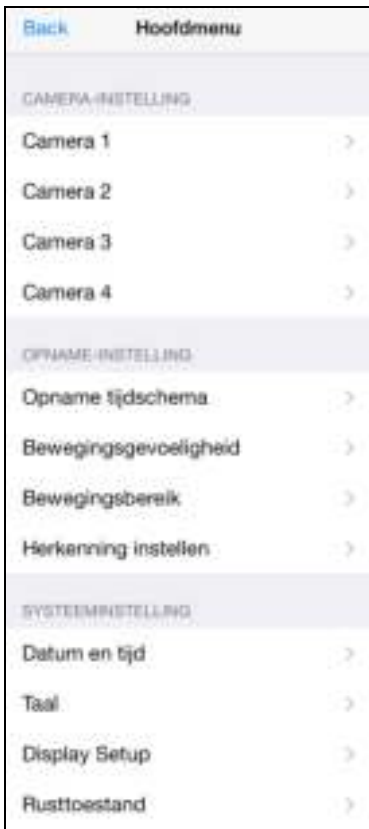 Back Hoofdmenu
CAMERA-INSTELLING
Camera 1
Camera 2
Camera 3
Camera 4
OPNAME-INSTELLING
Opname tijdschema
Bewegingsgevoeligheid
Bewegingsbereik
Herkenning instellen
SYSTEEMINSTELLING
Datum en tijd
Taal
Display Setup
Rusttoestand